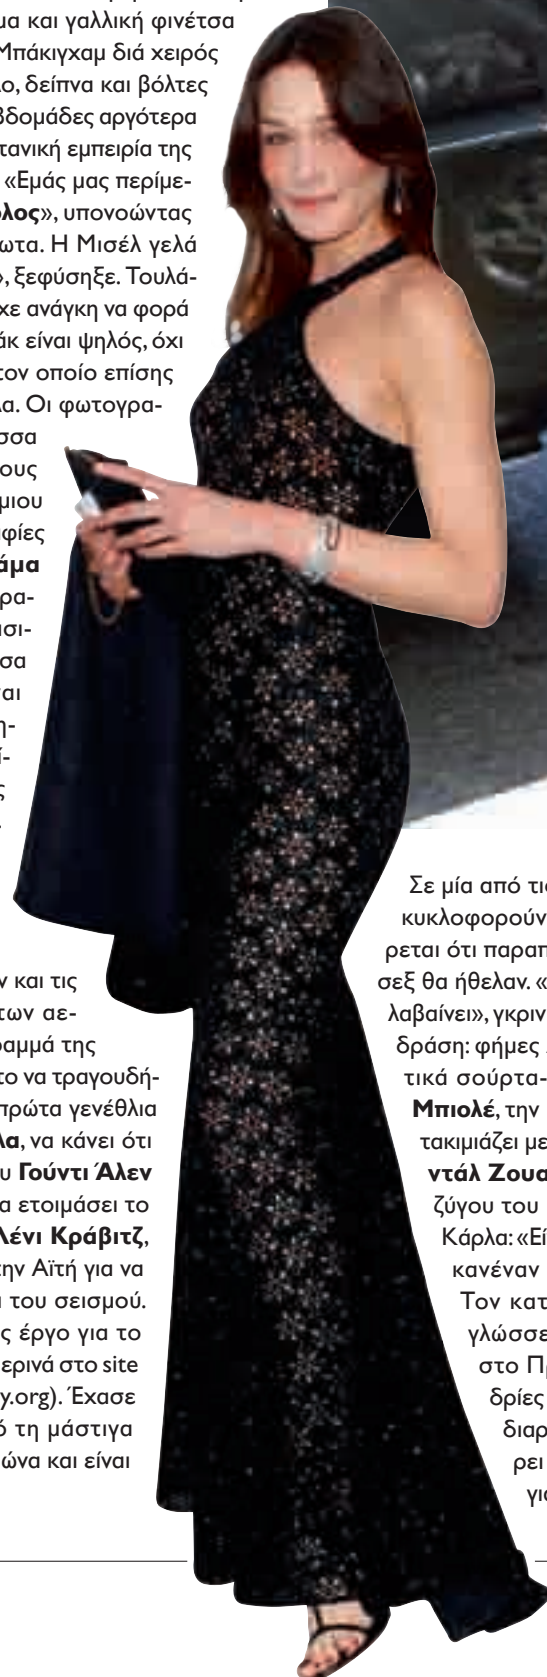 μα και γαλλική φινέτσα
Μπάκιγχαμ διά χειρός
ο, δείπνα και βόλτες
βδομάδες αργότερα
τανική εμπειρία της
«Εμάς μας περίμε-
ολος», υπονοώντας
ωτα. Η Μισέλ γελά
», ξεφύσηξε. Τουλά-
χε ανάγκη να φορά
άκ είναι ψηλός, όχι
τον οποίο επίσης
λα. Οι φωτογρα-
σσα
ους
μιου
φίες
άμα
ρα-
ισι-
σα
αι
η-
ί-
ς
.
ν και τις
των αε-
ραμμά της
το να τραγουδή-
πρώτα γενέθλια
λα, να κάνει ότι
υ Γούντι Άλεν
α ετοιμάσει το
Λένι Κράβιτζ,
ην Αϊτή για να
α του σεισμού.
ς έργο για το
ερινά στο site
y.org). Έχασε
ό τη μάστιγα
ώνα και είναι
Σε μία από τις
κυκλοφορούν
ρεται ότι παραπ
σεξ θα ήθελαν. «
λαβαίνει», γκριν
δράση: φήμες
τικά σούρτα-
Μπιολέ, την
τακιμιάζει με
ντάλ Ζουα
ζύγου του
Κάρλα: «Εί
κανέναν
Τον κατ
γλώσσε
στο Πρ
δρίες
διαρ
ρει
για